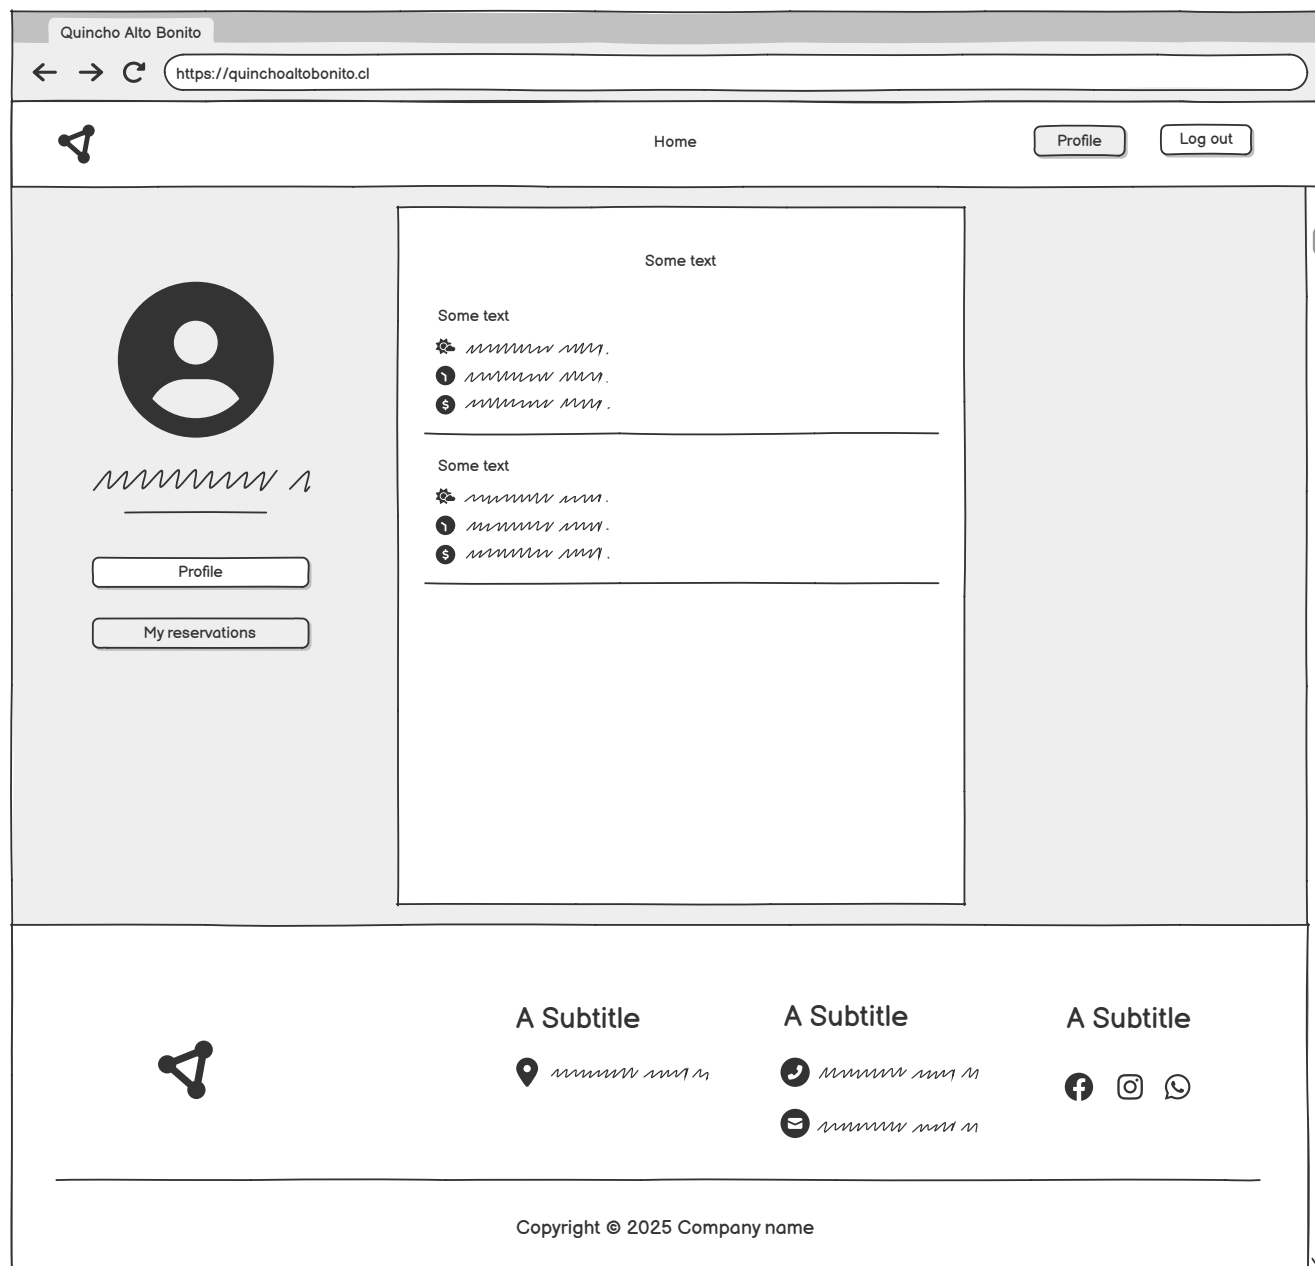 Quincho Alto Bonito
https://quinchoaltobonito.cl
Home
Profile
Log out
Some text
Some text
$
Some text
$
Profile
My reservations
A Subtitle
A Subtitle
A Subtitle
Copyright © 2025 Company name